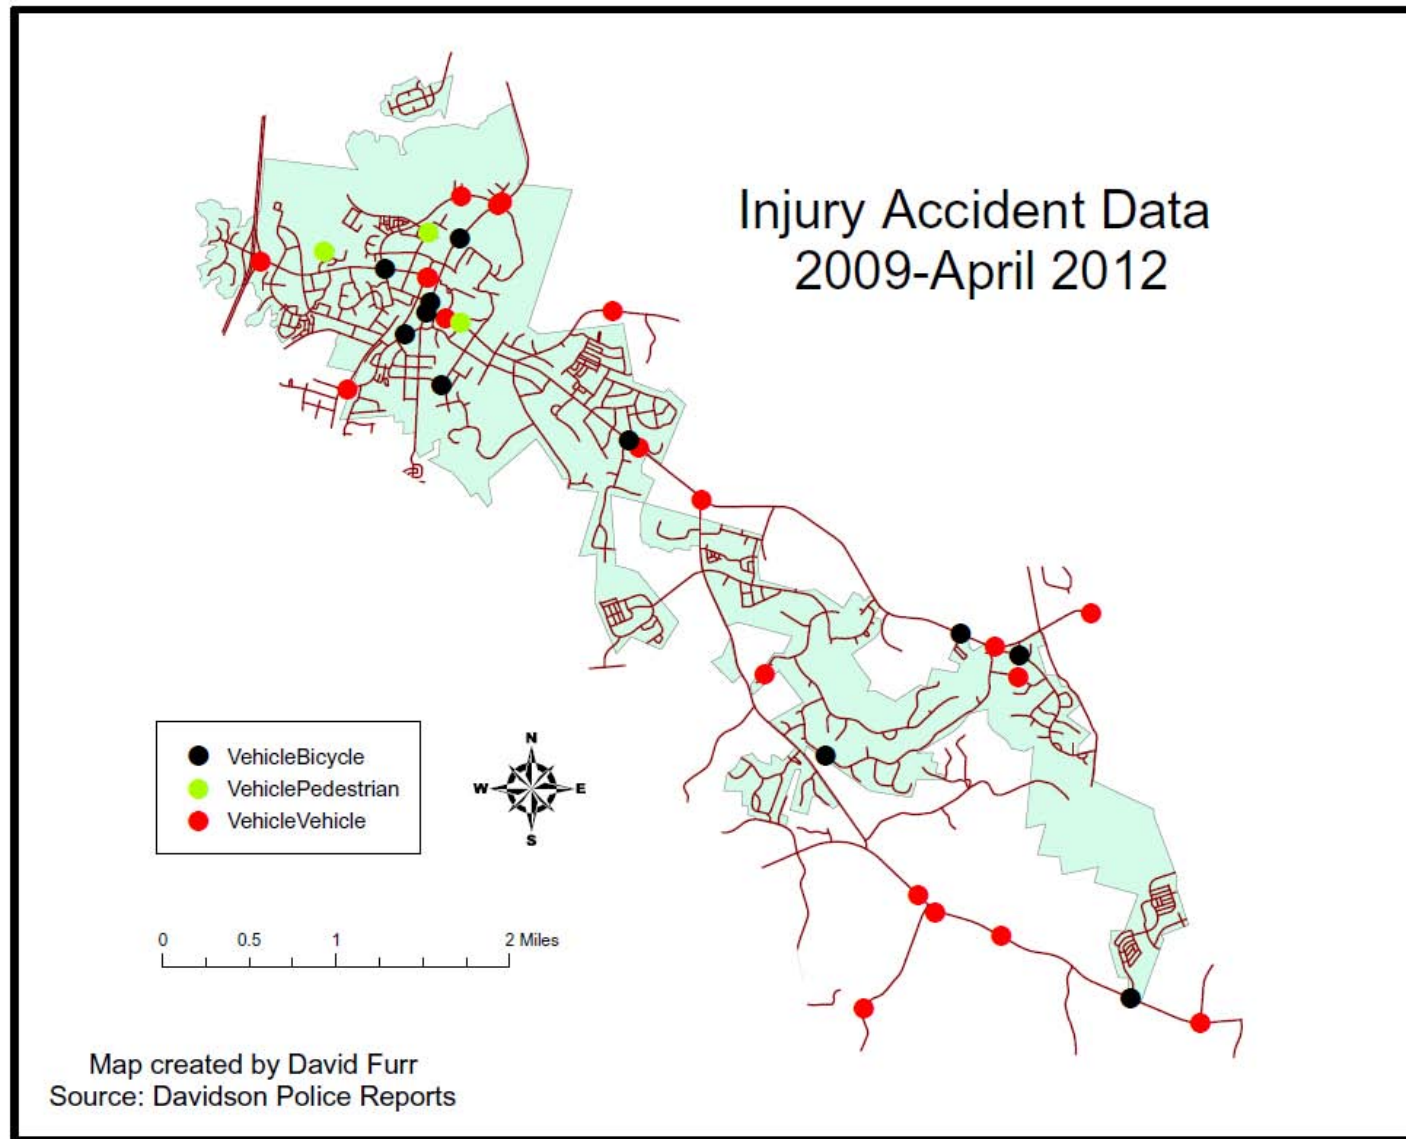 Injury Accident Data
2009-April 2012
VehicleBicycle
VehiclePedestrian
VehicleVehicle
N
W E
S
0 0.5 1 2 Miles
Map created by David Furr
Source: Davidson Police Reports